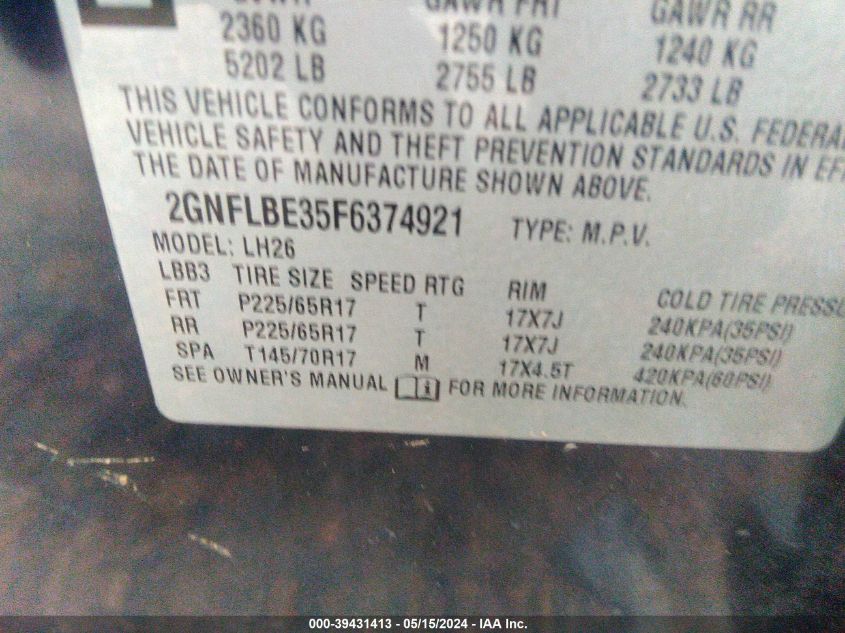 GAWR FRT GAWR RR
2360 KG 1250 KG 1240 KG
5202 LB 2755 LB 2733 LB
THIS VEHICLE CONFORMS TO ALL APPLICABLE U.S. FEDERA
VEHICLE SAFETY AND THEFT PREVENTION STANDARDS IN EF
THE DATE OF MANUFACTURE SHOWN ABOVE.
2GNFLBE35F6374921 TYPE: M.P.V.
MODEL: LH26
LBB3 TIRE SIZE SPEED RTG RIM COLD TIRE PRESSU
FRT P225/65R17 T 17X7J 240KPA(35PSI)
RR P225/65R17 T 17X7J 240KPA(35PSI)
SPA T145/70R17 M 17X4.5T 420KPA(60PSI)
SEE OWNER'S MANUAL FOR MORE INFORMATION.
000-39431413 - 05/15/2024 - IAA Inc.